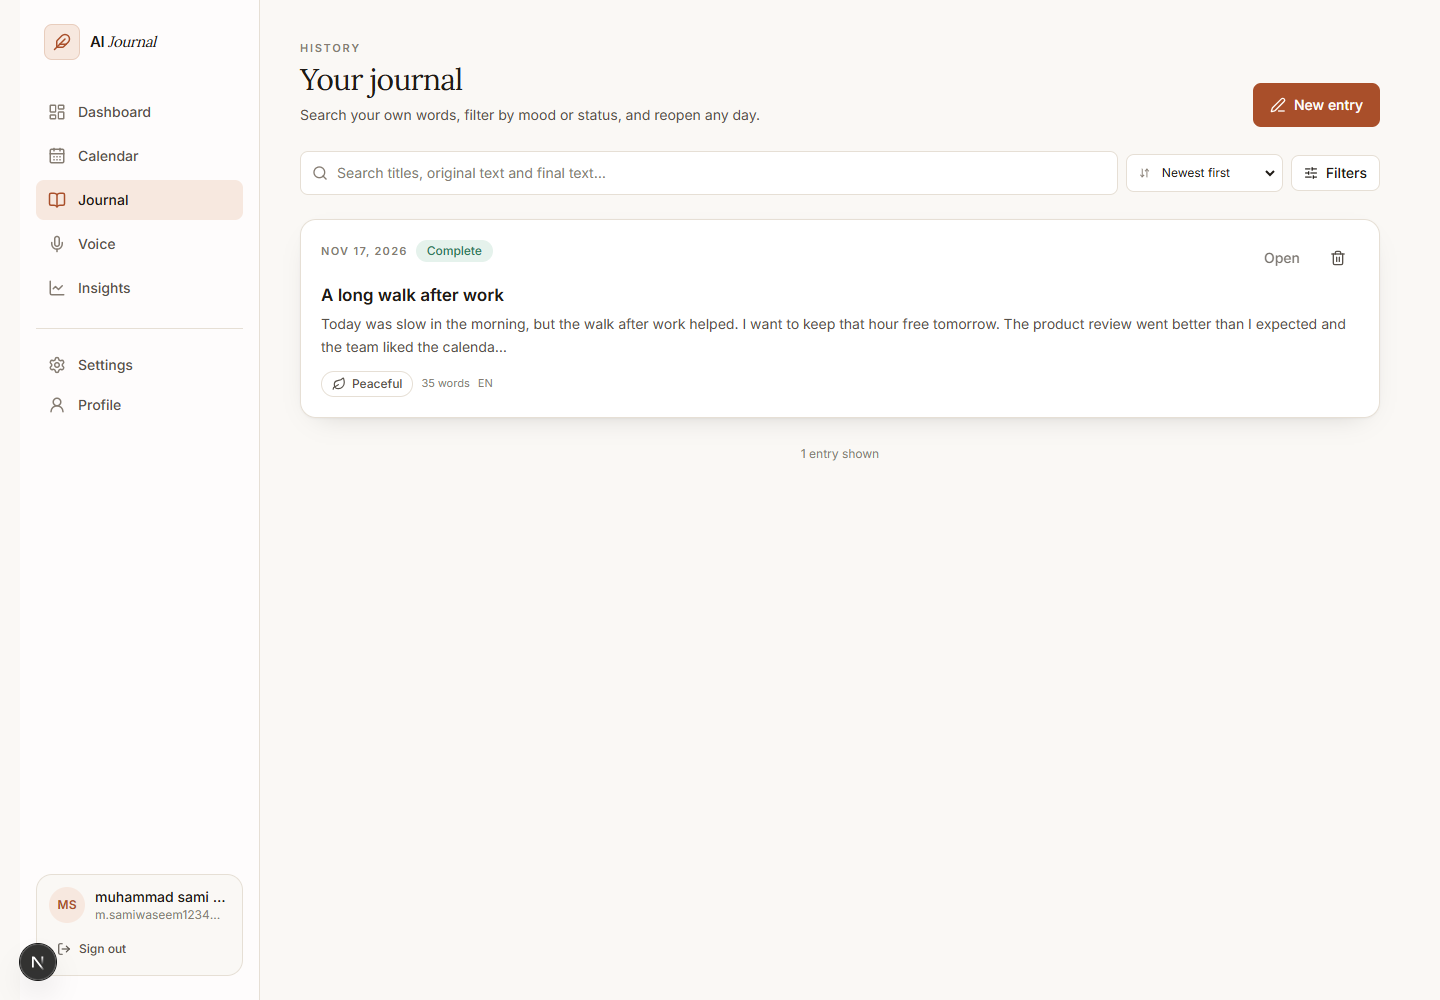 AI Journal
Dashboard
Calendar
Journal
Voice
Insights
Settings
Profile
muhammad sami ...
MS
m.samiwaseem1234...
Sign out
N
HISTORY
Your journal
Search your own words, filter by mood or status, and reopen any day.
New entry
Search titles, original text and final text...
Newest first
Filters
NOV 17, 2026 Complete
Open
A long walk after work
Today was slow in the morning, but the walk after work helped. I want to keep that hour free tomorrow. The product review went better than I expected and
the team liked the calenda...
Peaceful 35 words EN
1 entry shown